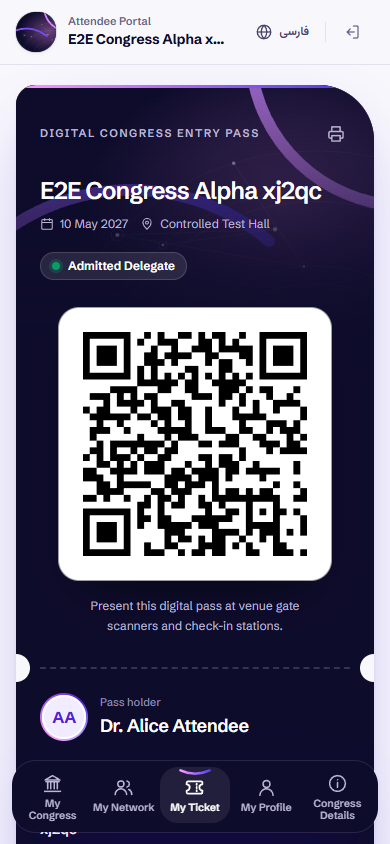 Attendee Portal
E2E Congress Alpha x...
فارسی
DIGITAL CONGRESS ENTRY PASS
E2E Congress Alpha xj2qc
10 May 2027 Controlled Test Hall
Admitted Delegate
Present this digital pass at venue gate
scanners and check-in stations.
Pass holder
AA
Dr. Alice Attendee
My Congress
My Network
My Ticket
My Profile
Congress Details